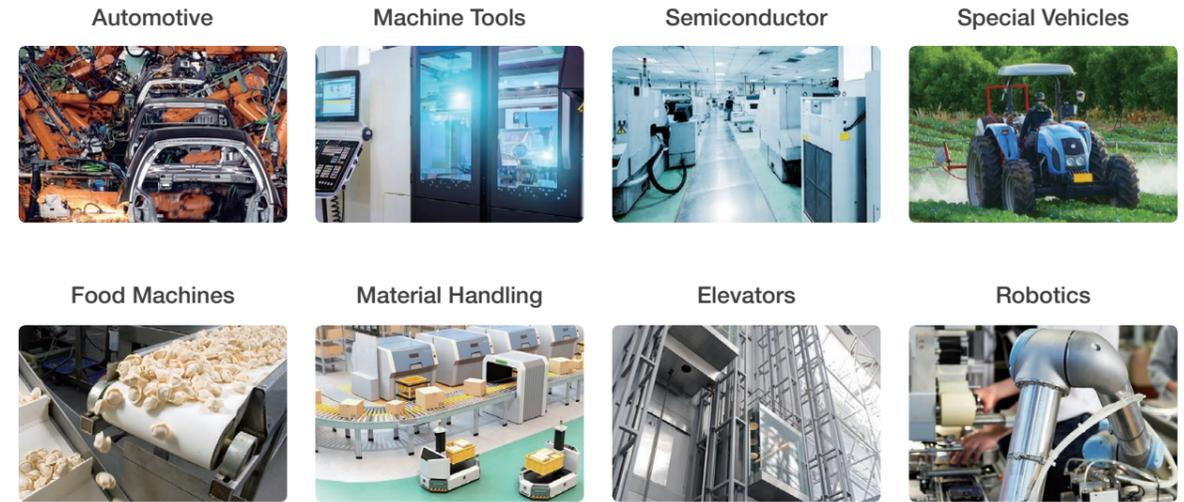 Automotive
Machine Tools
Semiconductor
Special Vehicles
Food Machines
Material Handling
Elevators
Robotics